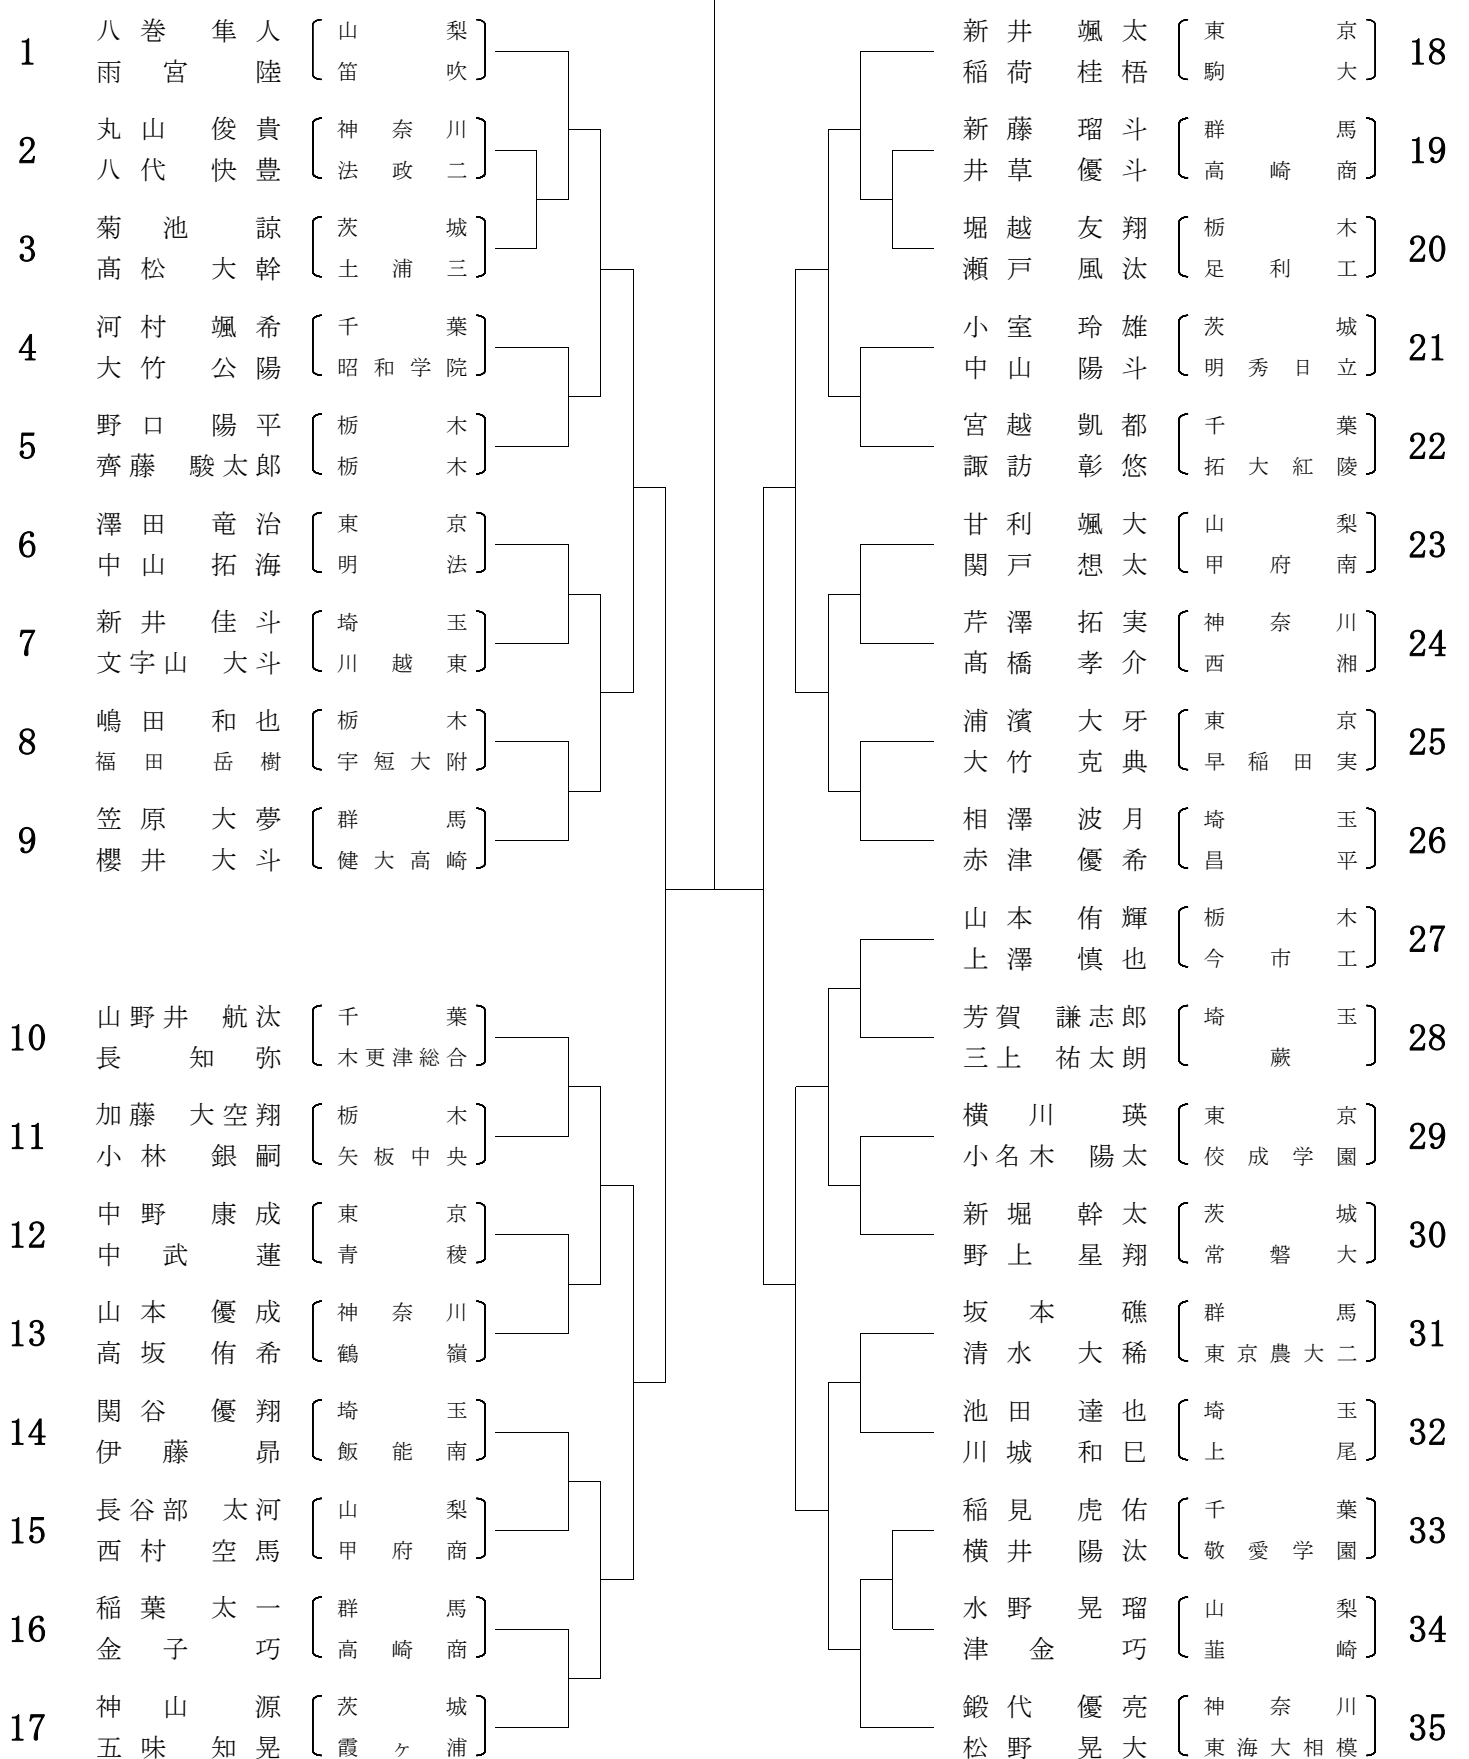 1 八巻 隼人 山梨
雨宮 陸 笛吹
2 丸山 俊貴 神奈川
八代 快豊 法政二
3 菊池 諒 茨城
髙松 大幹 土浦三
4 河村 颯希 千葉
大竹 公陽 昭和学院
5 野口 陽平 栃木
齊藤 駿太郎 栃木
6 澤田 竜治 東京
中山 拓海 明法
7 新井 佳斗 埼玉
文字山 大斗 川越東
8 嶋田 和也 栃木
福田 岳樹 宇短大附
9 笠原 大夢 群馬
櫻井 大斗 健大高崎
10 山野井 航汰 千葉
長 知弥 木更津総合
11 加藤 大空翔 栃木
小林 銀嗣 矢板中央
12 中野 康成 東京
中武 蓮 青稜
13 山本 優成 神奈川
高坂 侑希 鶴嶺
14 関谷 優翔 埼玉
伊藤 昴 飯能南
15 長谷部 太河 山梨
西村 空馬 甲府商
16 稲葉 太一 群馬
金子 巧 高崎商
17 神山 源 茨城
五味 知晃 霞ヶ浦
新井 颯太 東京 18
稲荷 桂梧 駒大
新藤 瑠斗 群馬 19
井草 優斗 高崎商
堀越 友翔 栃木 20
瀬戸 風汰 足利工
小室 玲雄 茨城 21
中山 陽斗 明秀日立
宮越 凱都 千葉 22
諏訪 彰悠 拓大紅陵
甘利 颯大 山梨 23
関戸 想太 甲府南
芹澤 拓実 神奈川 24
髙橋 孝介 西湘
浦濱 大牙 東京 25
大竹 克典 早稲田実
相澤 波月 埼玉 26
赤津 優希 昌平
山本 侑輝 栃木 27
上澤 慎也 今市工
芳賀 謙志郎 埼玉 28
三上 祐太朗 蕨
横川 瑛 東京 29
小名木 陽太 佼成学園
新堀 幹太 茨城 30
野上 星翔 常磐大
坂本 礁 群馬 31
清水 大稀 東京農大二
池田 達也 埼玉 32
川城 和巳 上尾
稲見 虎佑 千葉 33
横井 陽汰 敬愛学園
水野 晃瑠 山梨 34
津金 巧 韮崎
鍛代 優亮 神奈川 35
松野 晃大 東海大相模